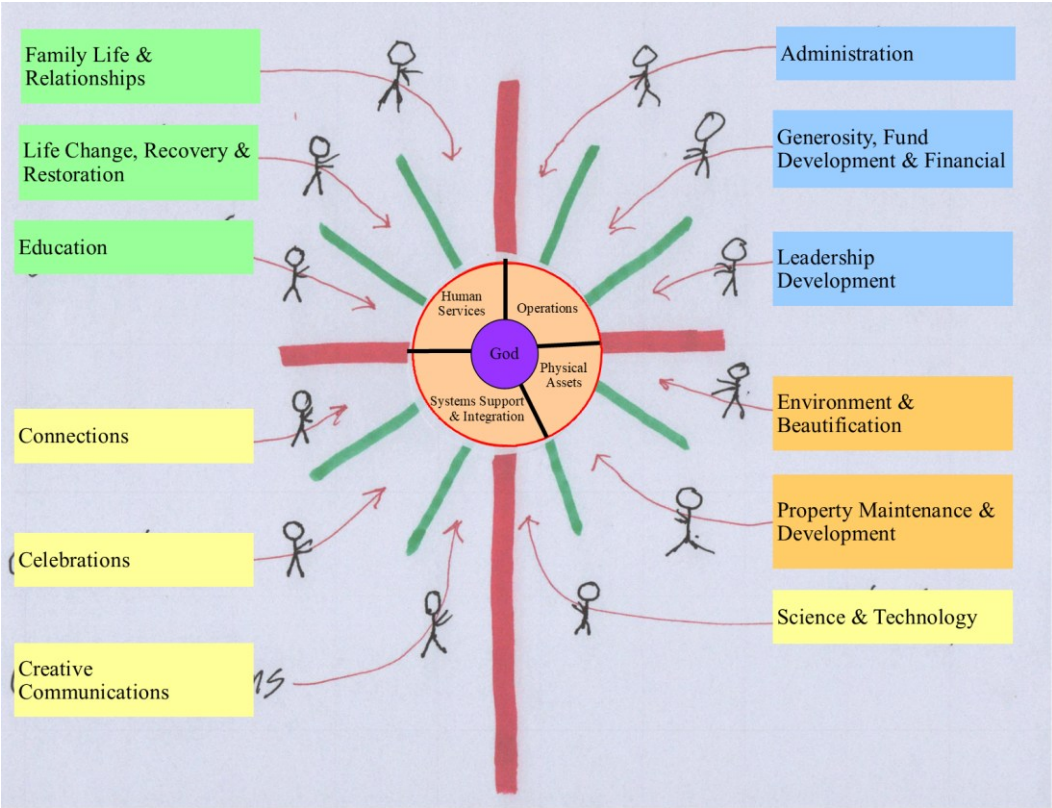 Family Life &
Relationships
Life Change, Recovery &
Restoration
Education
Connections
Celebrations
Creative
Communications
Human
Services
Operations
God
Physical
Assets
Systems Support
& Integration
Administration
Generosity, Fund
Development & Financial
Leadership
Development
Environment &
Beautification
Property Maintenance &
Development
Science & Technology